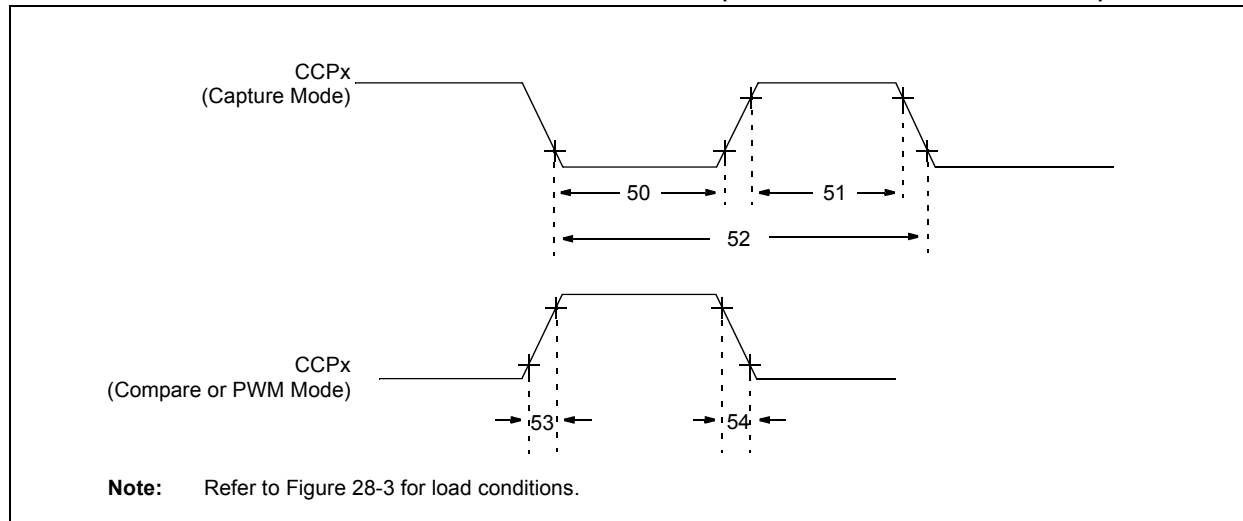 CCPx
(Capture Mode)
50
51
52
CCPx
(Compare or PWM Mode)
53
54
Note: Refer to Figure 28-3 for load conditions.